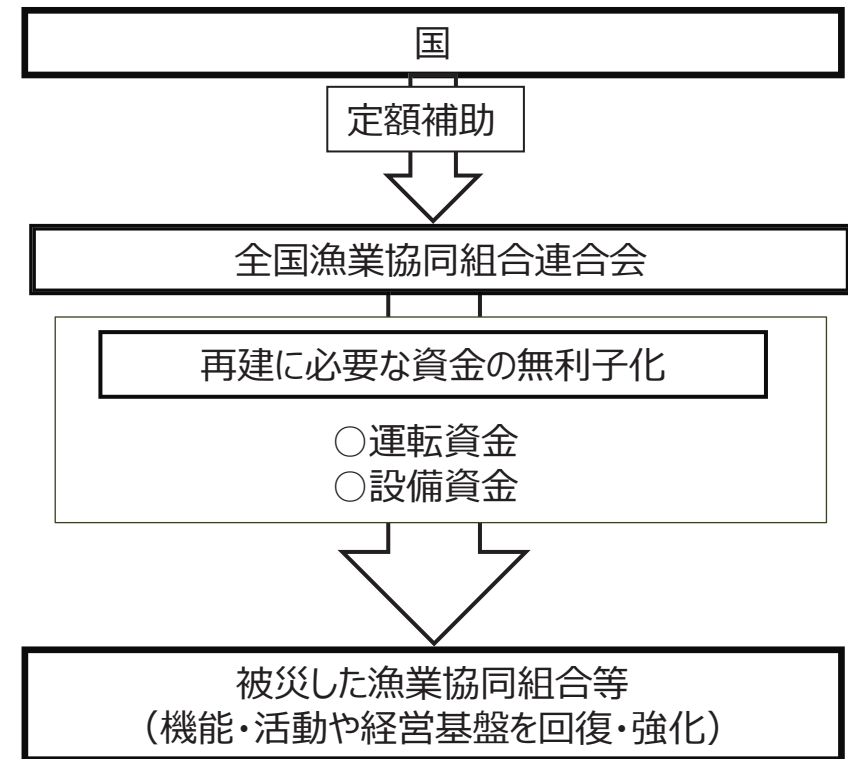 国
定額補助
全国漁業協同組合連合会
再建に必要な資金の無利子化
○運転資金
○設備資金
被災した漁業協同組合等
（機能・活動や経営基盤を回復・強化）